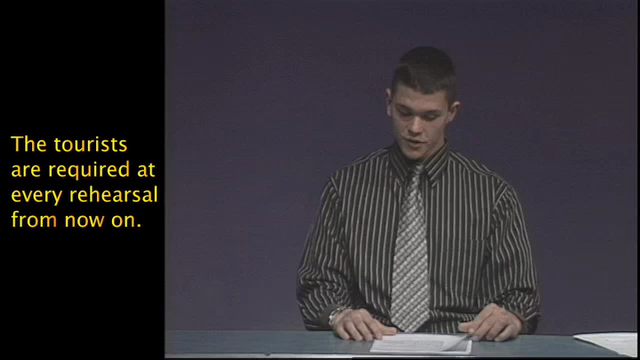 The tourists
are required at
every rehearsal
from now on.